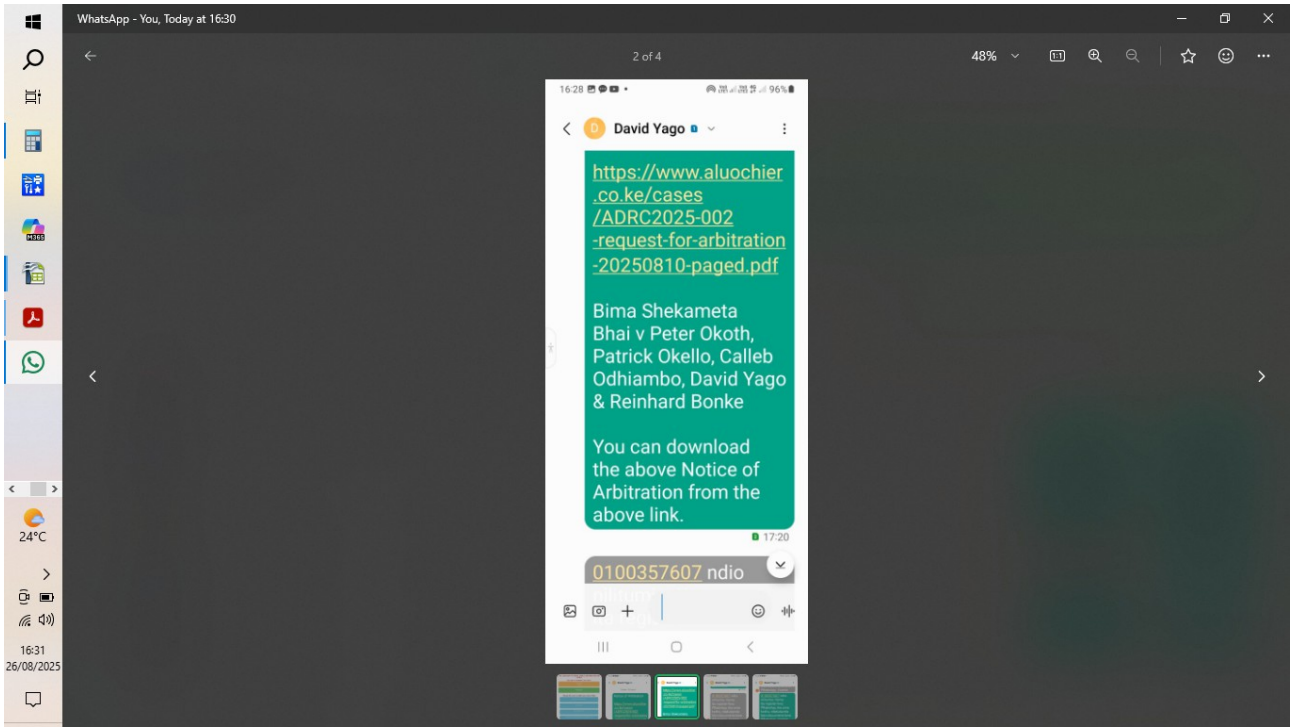 WhatsApp - You, Today at 16:30
2 of 4
48%
1:1
16:28
96%
D
David Yago
https://www.aluochier
.co.ke/cases
/ADRC2025-002
-request-for-arbitration
-20250810-paged.pdf
Bima Shekameta
Bhai v Peter Okoth,
Patrick Okello, Calleb
Odhiambo, David Yago
& Reinhard Bonke
You can download
the above Notice of
Arbitration from the
above link.
17:20
0100357607 ndio
M365
24°C
16:31
26/08/2025